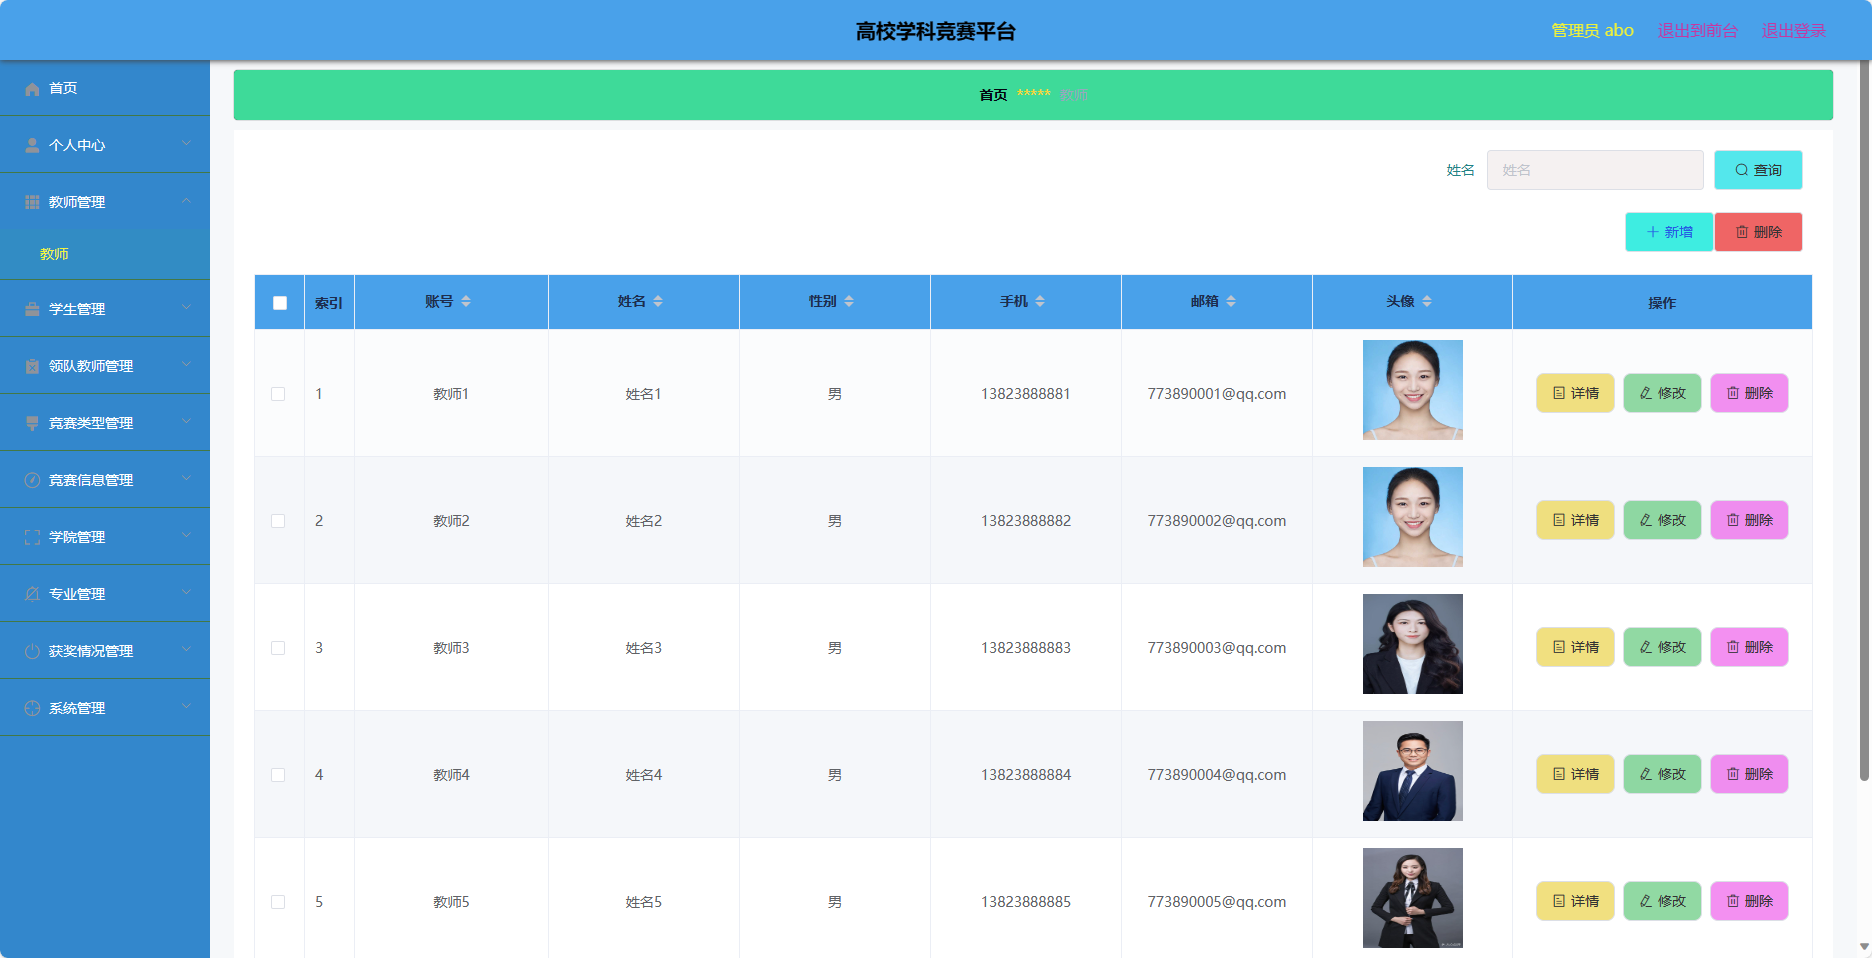 高校学科竞赛平台
管理员 abo 退出到前台 退出登录
首页
个人中心
教师管理
教师
学生管理
领队教师管理
竞赛类型管理
竞赛信息管理
学院管理
专业管理
获奖情况管理
系统管理
首页 ***** 教师
姓名 姓名 查询
新增 删除
索引 账号 姓名 性别 手机 邮箱 头像 操作
1 教师1 姓名1 男 13823888881 773890001@qq.com 详情 修改 删除
2 教师2 姓名2 男 13823888882 773890002@qq.com 详情 修改 删除
3 教师3 姓名3 男 13823888883 773890003@qq.com 详情 修改 删除
4 教师4 姓名4 男 13823888884 773890004@qq.com 详情 修改 删除
5 教师5 姓名5 男 13823888885 773890005@qq.com 详情 修改 删除